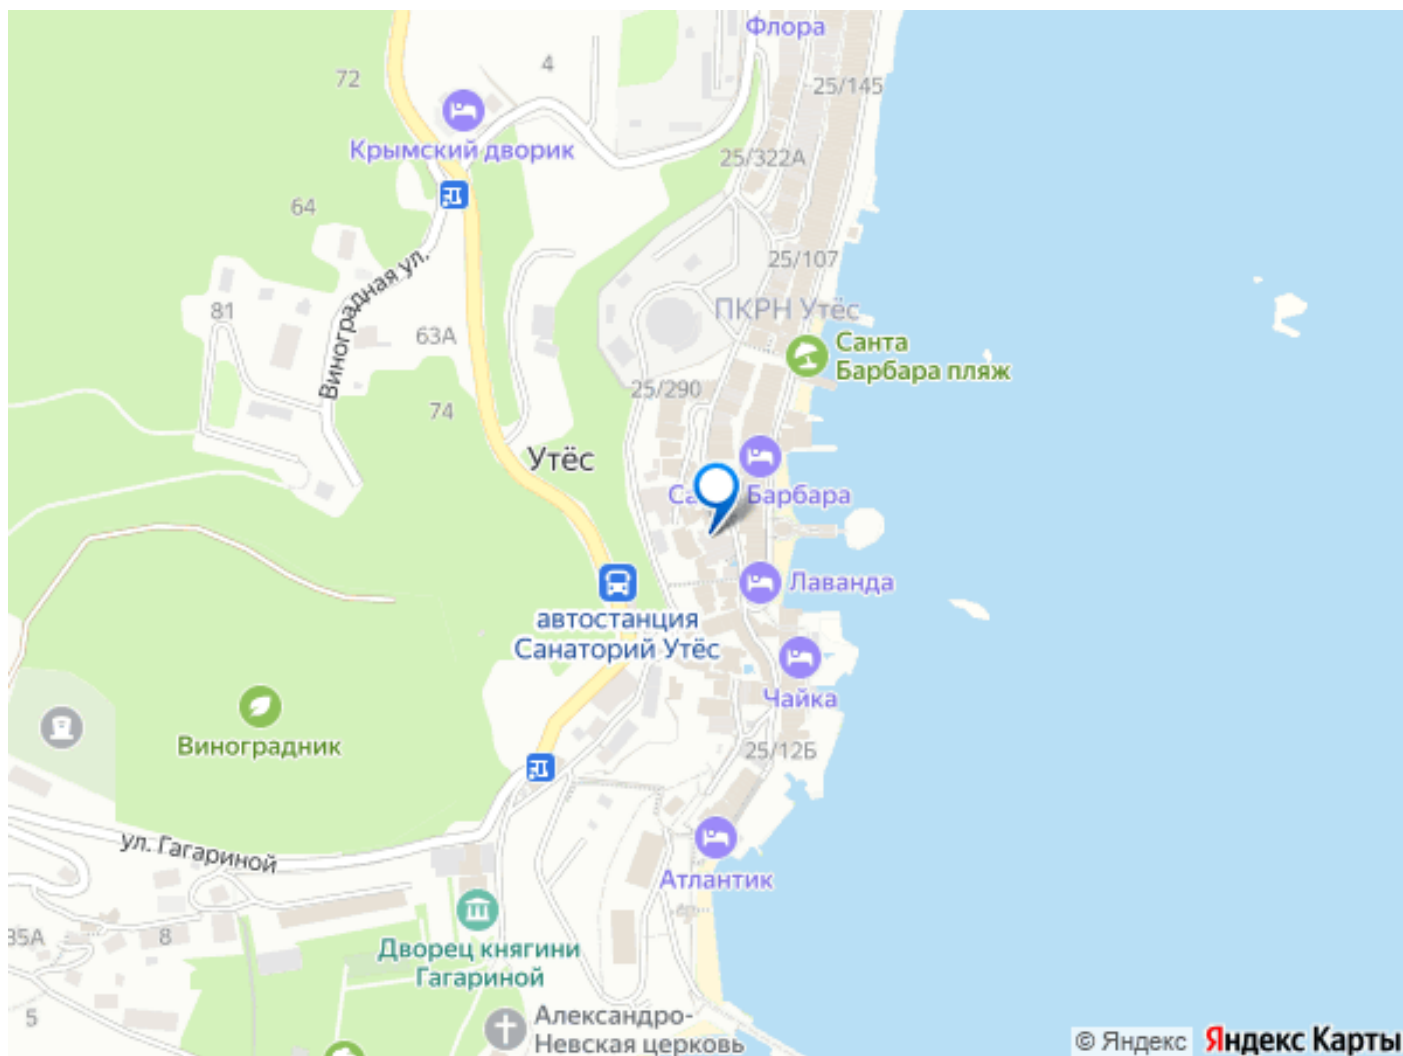 Флора
4
72
25/145
Крымский дворик
25/322А
64
25/107
Виноградная ул.
81
ПКРН Утёс
63А
Санта
Барбара пляж
25/290
74
Утёс
Барбара
Лаванда
автостанция
Санаторий Утёс
Чайка
Виноградник
25/12Б
ул. Гагариной
Атлантик
8
Дворец княгини
Гагариной
5
Александро-
Невская церковь
© Яндекс Яндекс Карты